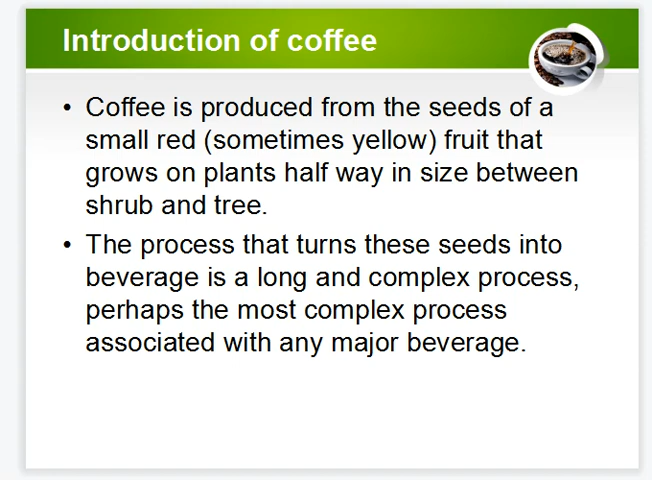 Introduction of coffee
• Coffee is produced from the seeds of a
small red (sometimes yellow) fruit that
grows on plants half way in size between
shrub and tree.
• The process that turns these seeds into
beverage is a long and complex process,
perhaps the most complex process
associated with any major beverage.